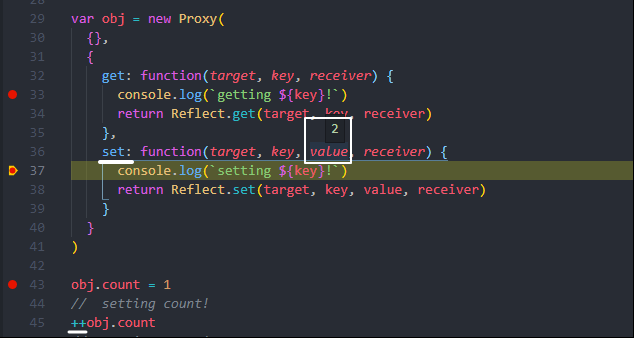 28
29 var obj = new Proxy(
30 {},
31 {
32 get: function(target, key, receiver) {
33 console.log(`getting ${key}!`)
34 return Reflect.get(target, key, receiver)
2
35 },
36 set: function(target, key, value, receiver) {
37 console.log(`setting ${key}!`)
38 return Reflect.set(target, key, value, receiver)
39 }
40 }
41 )
42
43 obj.count = 1
44 //  setting count!
45 ++obj.count